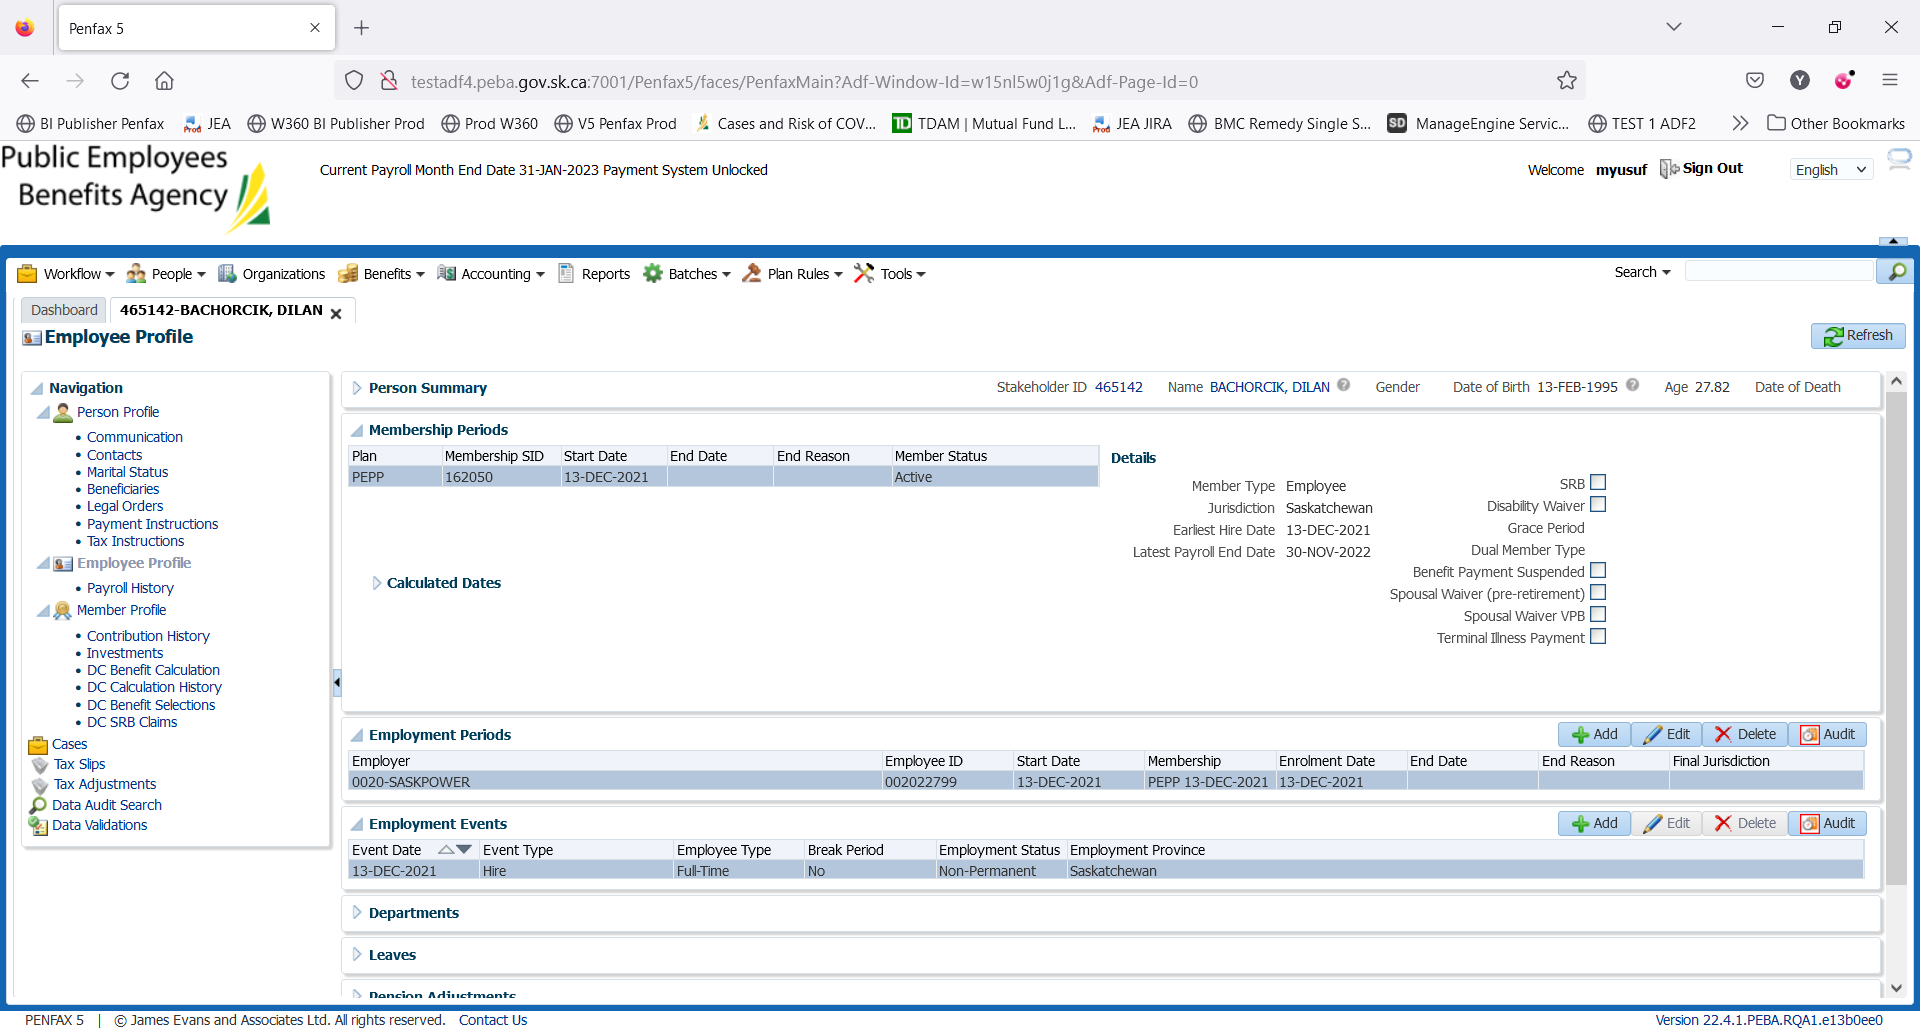 Penfax 5
testadf4.peba.gov.sk.ca:7001/Penfax5/faces/PenfaxMain?Adf-Window-Id=w15nl5w0j1g&Adf-Page-Id=0
Y
BI Publisher Penfax JEA W360 BI Publisher Prod Prod W360 V5 Penfax Prod Cases and Risk of COV... TDAM | Mutual Fund L... JEA JIRA BMC Remedy Single S... SD ManageEngine Servic... TEST 1 ADF2 Other Bookmarks
Public Employees
Benefits Agency
Current Payroll Month End Date 31-JAN-2023 Payment System Unlocked
Welcome myusuf Sign Out English
Workflow People Organizations Benefits Accounting Reports Batches Plan Rules Tools Search
Dashboard 465142-BACHORCIK, DILAN
Employee Profile Refresh
Navigation
Person Profile
Communication
Contacts
Marital Status
Beneficiaries
Legal Orders
Payment Instructions
Tax Instructions
Employee Profile
Payroll History
Member Profile
Contribution History
Investments
DC Benefit Calculation
DC Calculation History
DC Benefit Selections
DC SRB Claims
Cases
Tax Slips
Tax Adjustments
Data Audit Search
Data Validations
Person Summary Stakeholder ID 465142 Name BACHORCIK, DILAN Gender Date of Birth 13-FEB-1995 Age 27.82 Date of Death
Membership Periods
Plan Membership SID Start Date End Date End Reason Member Status
PEPP 162050 13-DEC-2021 Active
Details
Member Type Employee
Jurisdiction Saskatchewan
Earliest Hire Date 13-DEC-2021
Latest Payroll End Date 30-NOV-2022
SRB
Disability Waiver
Grace Period
Dual Member Type
Benefit Payment Suspended
Spousal Waiver (pre-retirement)
Spousal Waiver VPB
Terminal Illness Payment
Calculated Dates
Employment Periods Add Edit Delete Audit
Employer Employee ID Start Date Membership Enrolment Date End Date End Reason Final Jurisdiction
0020-SASKPOWER 002022799 13-DEC-2021 PEPP 13-DEC-2021 13-DEC-2021
Employment Events Add Edit Delete Audit
Event Date Event Type Employee Type Break Period Employment Status Employment Province
13-DEC-2021 Hire Full-Time No Non-Permanent Saskatchewan
Departments
Leaves
Pension Adjustments
PENFAX 5 | © James Evans and Associates Ltd. All rights reserved. Contact Us Version 22.4.1.PEBA.RQA1.e13b0ee0